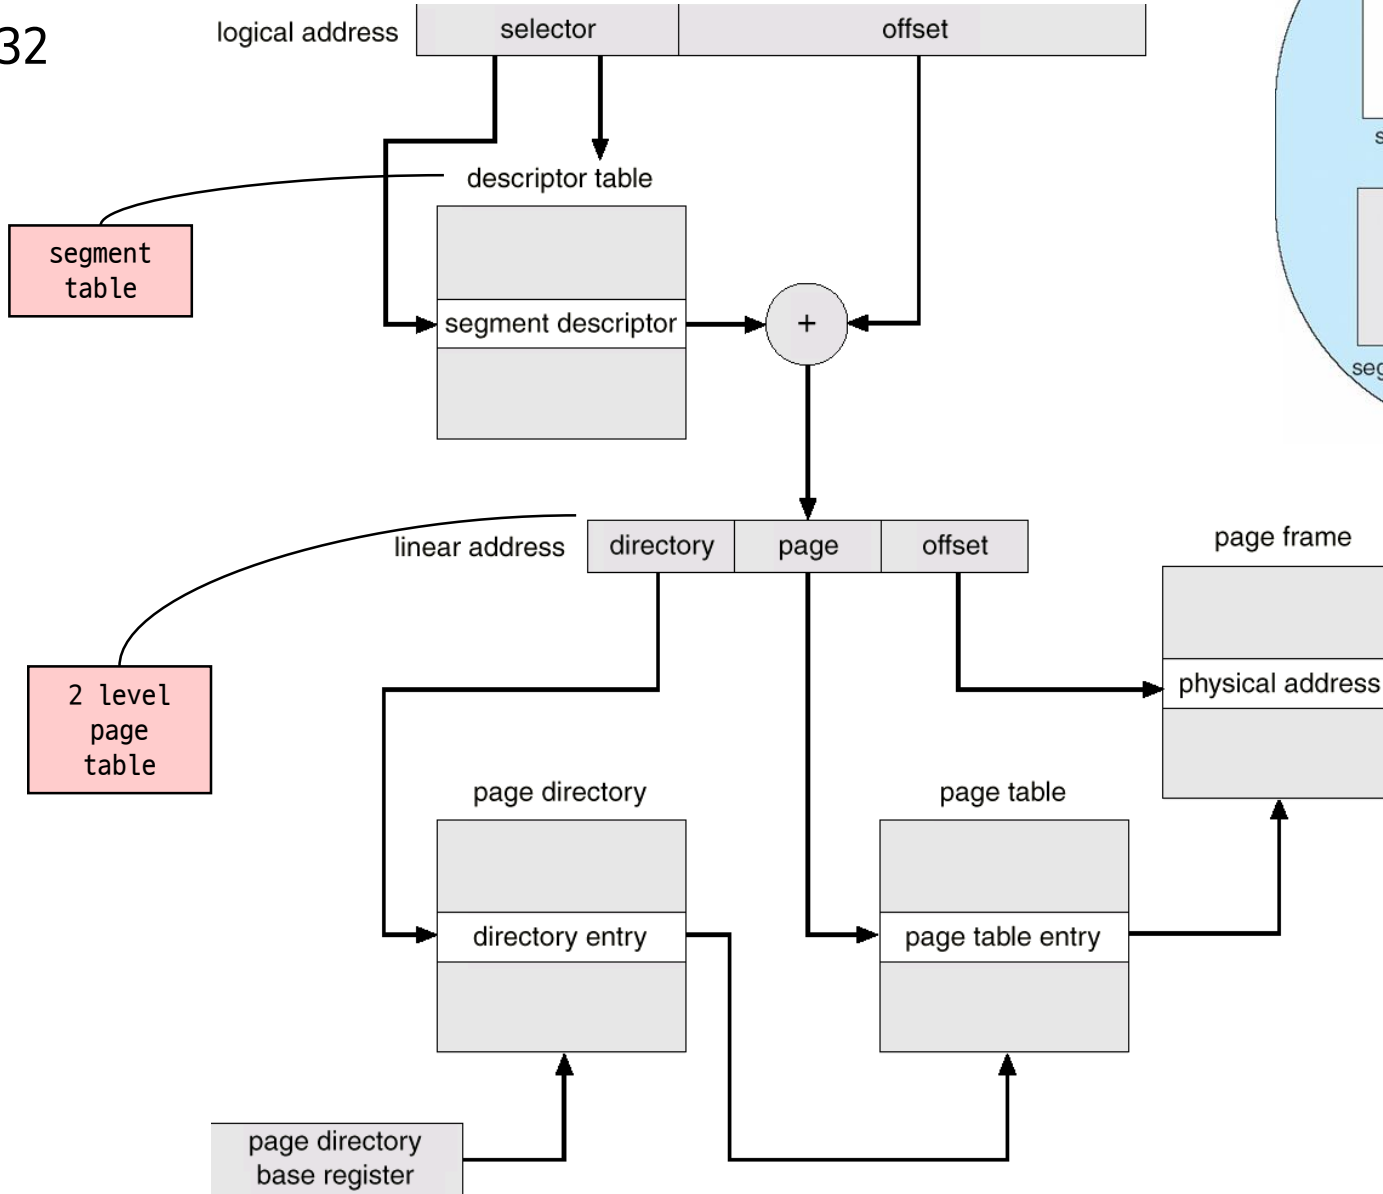 32
logical address
selector
offset
descriptor table
segment
table
segment descriptor
+
linear address
directory
page
offset
page frame
2 level
page
table
physical address
page directory
page table
directory entry
page table entry
page directory
base register